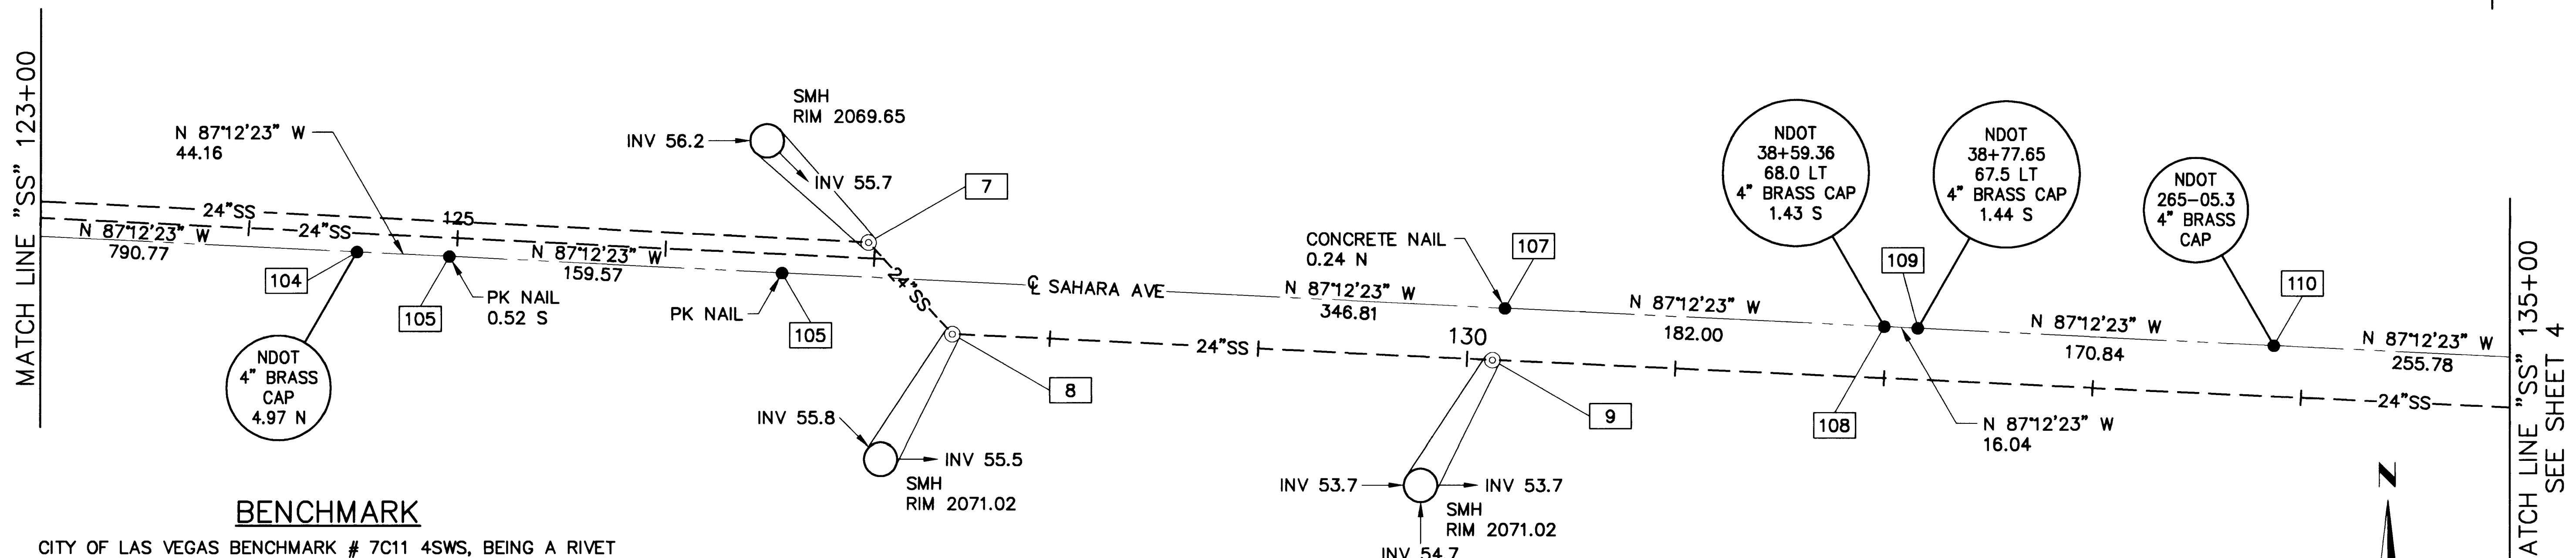 MATCH LINE "SS" 123+00
N 87°12'23" W
44.16
24"SS
24"SS
125
N 87°12'23" W
790.77
104
NDOT
4" BRASS
CAP
4.97 N
105
PK NAIL
0.52 S
N 87°12'23" W
159.57
PK NAIL
105
SMH
RIM 2069.65
INV 56.2
INV 55.7
7
24"SS
8
INV 55.8
INV 55.5
SMH
RIM 2071.02
℄ SAHARA AVE
24"SS
CONCRETE NAIL
0.24 N
107
N 87°12'23" W
346.81
130
9
INV 53.7
INV 53.7
SMH
RIM 2071.02
INV 54.7
N 87°12'23" W
182.00
NDOT
38+59.36
68.0 LT
4" BRASS CAP
1.43 S
108
NDOT
38+77.65
67.5 LT
4" BRASS CAP
1.44 S
109
N 87°12'23" W
16.04
N 87°12'23" W
170.84
NDOT
265-05.3
4" BRASS
CAP
110
N 87°12'23" W
255.78
24"SS
MATCH LINE "SS" 135+00
SEE SHEET 4
N
BENCHMARK
CITY OF LAS VEGAS BENCHMARK # 7C11 4SWS, BEING A RIVET